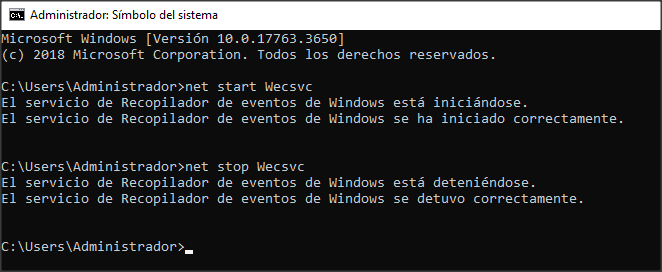 Administrador: Símbolo del sistema
Microsoft Windows [Versión 10.0.17763.3650]
(c) 2018 Microsoft Corporation. Todos los derechos reservados.
C:\Users\Administrador>net start Wecsvc
El servicio de Recopilador de eventos de Windows está iniciándose.
El servicio de Recopilador de eventos de Windows se ha iniciado correctamente.
C:\Users\Administrador>net stop Wecsvc
El servicio de Recopilador de eventos de Windows está deteniéndose.
El servicio de Recopilador de eventos de Windows se detuvo correctamente.
C:\Users\Administrador>